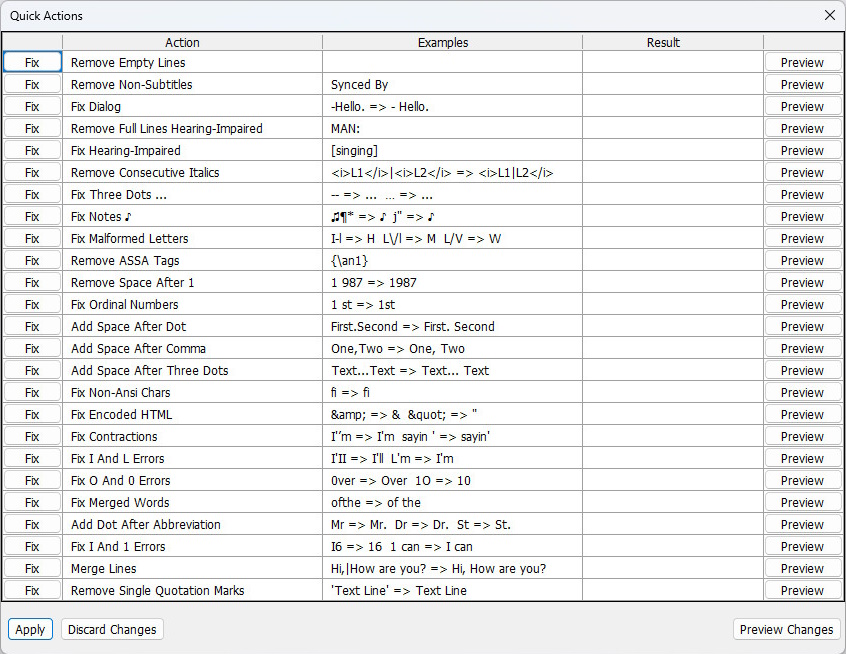 Quick Actions
Action Examples Result
Fix Remove Empty Lines Preview
Fix Remove Non-Subtitles Synced By Preview
Fix Fix Dialog -Hello. => - Hello. Preview
Fix Remove Full Lines Hearing-Impaired MAN: Preview
Fix Fix Hearing-Impaired [singing] Preview
Fix Remove Consecutive Italics <i>L1</i>|<i>L2</i> => <i>L1|L2</i> Preview
Fix Fix Three Dots ... -- => ... … => ... Preview
Fix Fix Notes ♪ ♫¶* => ♪ j" => ♪ Preview
Fix Fix Malformed Letters I-l => H L\/l => M L/V => W Preview
Fix Remove ASSA Tags {\an1} Preview
Fix Remove Space After 1 1 987 => 1987 Preview
Fix Fix Ordinal Numbers 1 st => 1st Preview
Fix Add Space After Dot First.Second => First. Second Preview
Fix Add Space After Comma One,Two => One, Two Preview
Fix Add Space After Three Dots Text...Text => Text... Text Preview
Fix Fix Non-Ansi Chars ﬁ => fi Preview
Fix Fix Encoded HTML &amp; => & &quot; => " Preview
Fix Fix Contractions I'’m => I'm sayin ' => sayin' Preview
Fix Fix I And L Errors I'II => I'll L'm => I'm Preview
Fix Fix O And 0 Errors 0ver => Over 1O => 10 Preview
Fix Fix Merged Words ofthe => of the Preview
Fix Add Dot After Abbreviation Mr => Mr. Dr => Dr. St => St. Preview
Fix Fix I And 1 Errors I6 => 16 1 can => I can Preview
Fix Merge Lines Hi,|How are you? => Hi, How are you? Preview
Fix Remove Single Quotation Marks 'Text Line' => Text Line Preview
Apply Discard Changes Preview Changes